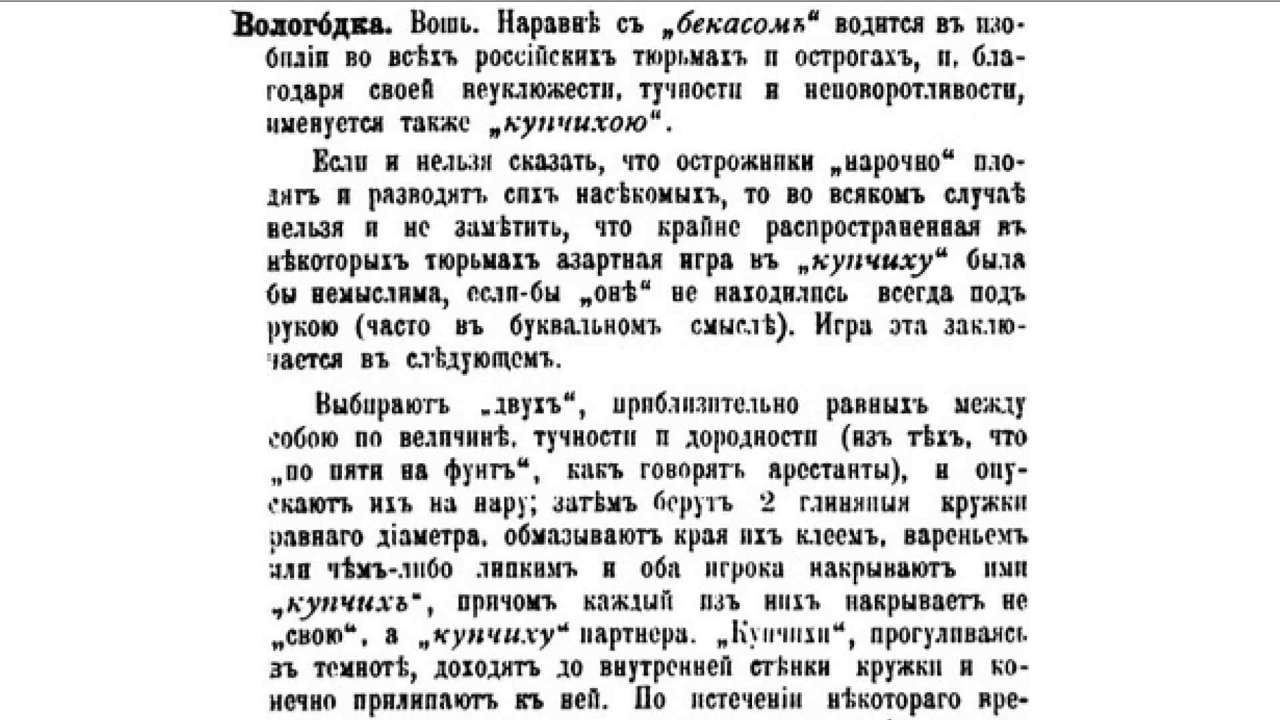 Вологодка. Вошь. Наравнѣ съ „бекасомъ“ водится въ изо-
биліи во всѣхъ россійскихъ тюрьмахъ и острогахъ, и, бла-
годаря своей неуклюжести, тучности и неповоротливости,
именуется также „купчихою“.
Если и нельзя сказать, что острожники „нарочно“ пло-
дятъ и разводятъ сихъ насѣкомыхъ, то во всякомъ случаѣ
нельзя и не замѣтить, что крайне распространенная въ
нѣкоторыхъ тюрьмахъ азартная игра въ „купчиху“ была
бы немыслима, если-бы „онѣ“ не находились всегда подъ
рукою (часто въ буквальномъ смыслѣ). Игра эта заклю-
чается въ слѣдующемъ.
Выбираютъ „двухъ“, приблизительно равныхъ между
собою по величинѣ, тучности и дородности (изъ тѣхъ, что
„по пяти на фунтъ“, какъ говорятъ арестанты), и опу-
скаютъ ихъ на нару; затѣмъ берутъ 2 глиняныя кружки
равнаго діаметра, обмазываютъ края ихъ клеемъ, вареньемъ
или чѣмъ-либо липкимъ и оба игрока накрываютъ ими
„купчихъ“, причомъ каждый изъ нихъ накрываетъ не
„свою“, а „купчиху“ партнера. „Купчихи“, прогуливаясь
въ темнотѣ, доходятъ до внутренней стѣнки кружки и ко-
нечно прилипаютъ къ ней. По истеченіи нѣкотораго вре-